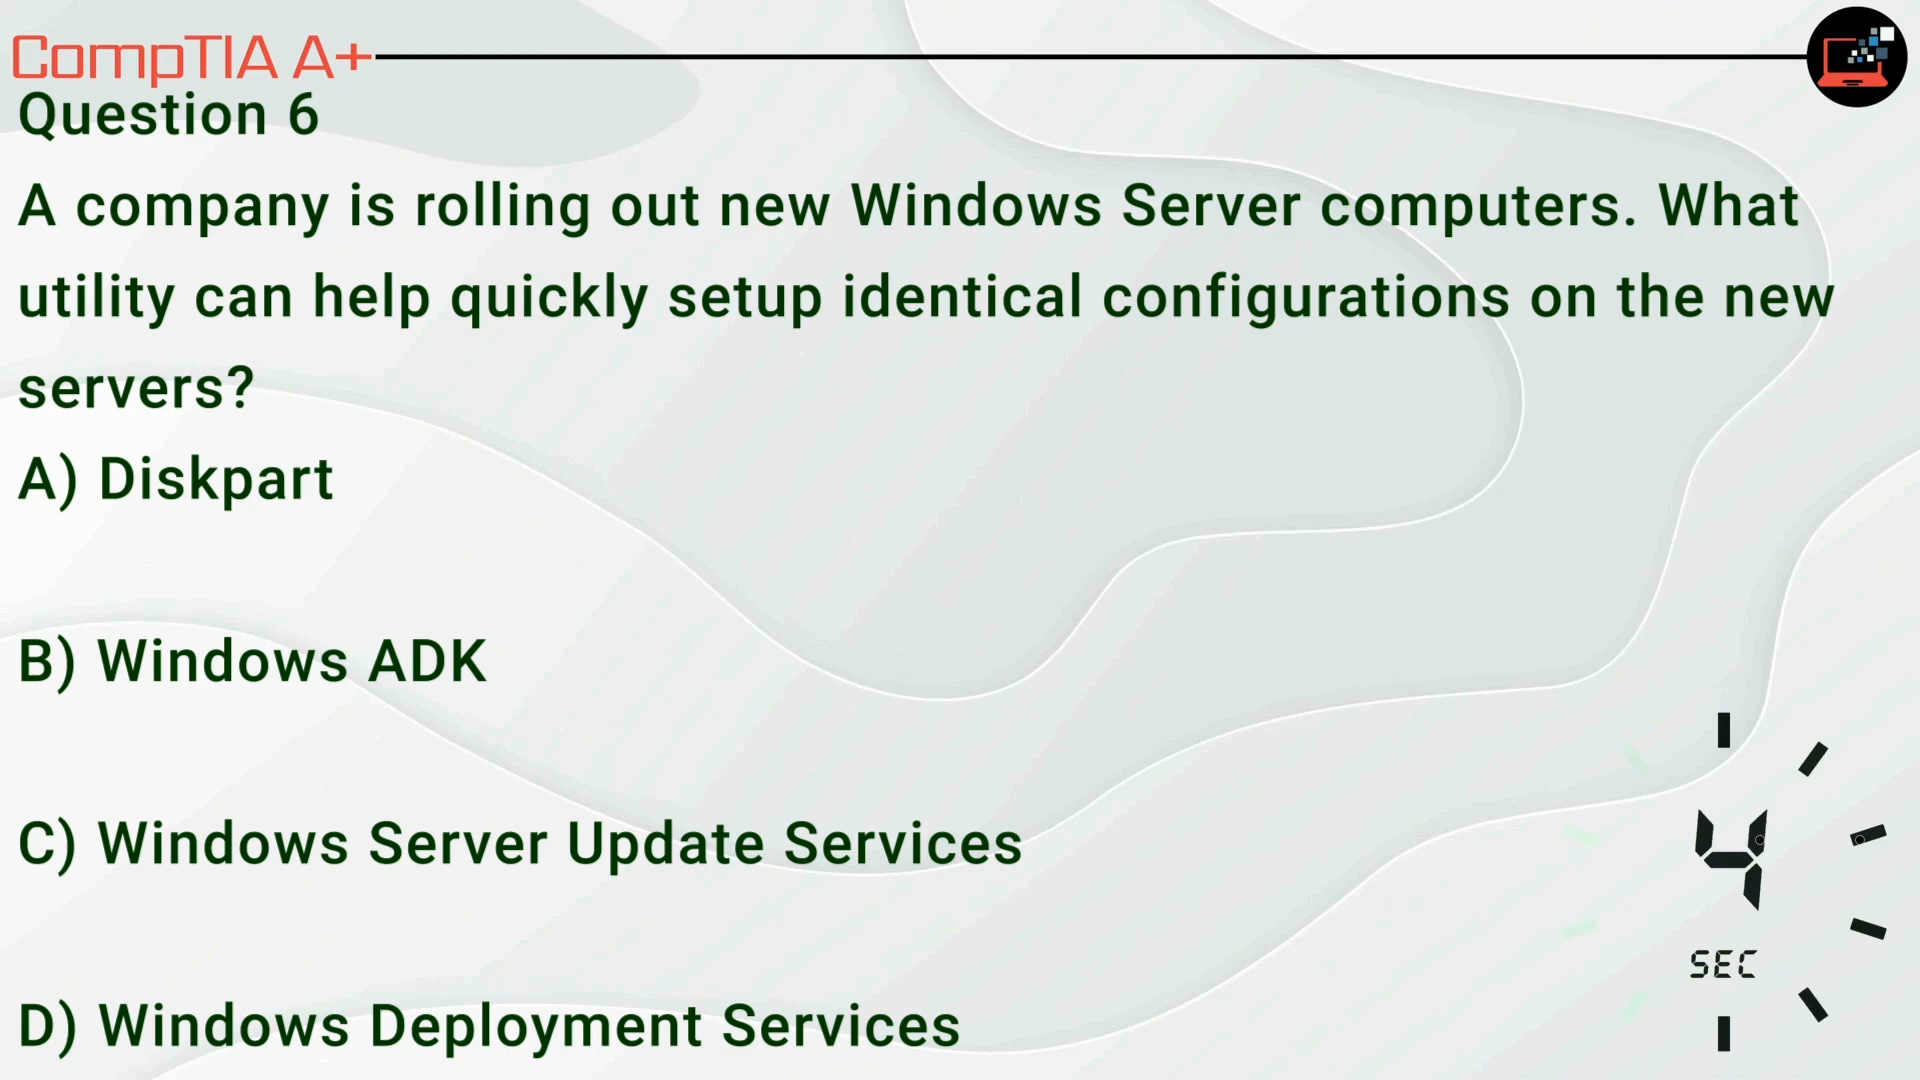 CompTIA A+
Question 6
A company is rolling out new Windows Server computers. What
utility can help quickly setup identical configurations on the new
servers?
A) Diskpart
B) Windows ADK
C) Windows Server Update Services
D) Windows Deployment Services
4
SEC